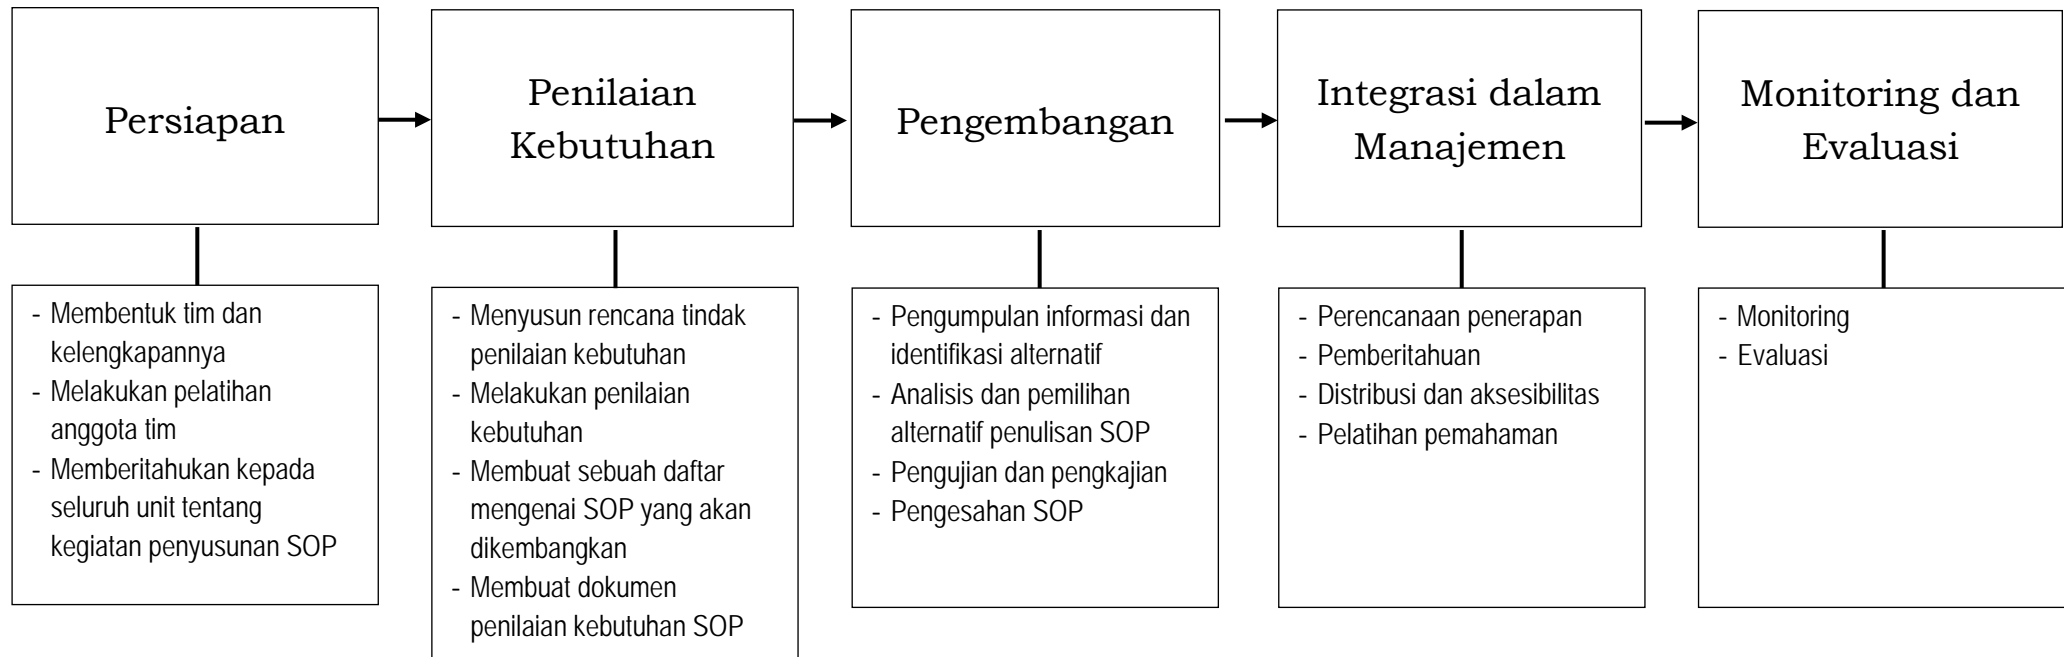 Persiapan
Penilaian
Kebutuhan
Pengembangan
Integrasi dalam
Manajemen
Monitoring dan
Evaluasi
- Membentuk tim dan
kelengkapannya
- Melakukan pelatihan
anggota tim
- Memberitahukan kepada
seluruh unit tentang
kegiatan penyusunan SOP
- Menyusun rencana tindak
penilaian kebutuhan
- Melakukan penilaian
kebutuhan
- Membuat sebuah daftar
mengenai SOP yang akan
dikembangkan
- Membuat dokumen
penilaian kebutuhan SOP
- Pengumpulan informasi dan
identifikasi alternatif
- Analisis dan pemilihan
alternatif penulisan SOP
- Pengujian dan pengkajian
- Pengesahan SOP
- Perencanaan penerapan
- Pemberitahuan
- Distribusi dan aksesibilitas
- Pelatihan pemahaman
- Monitoring
- Evaluasi